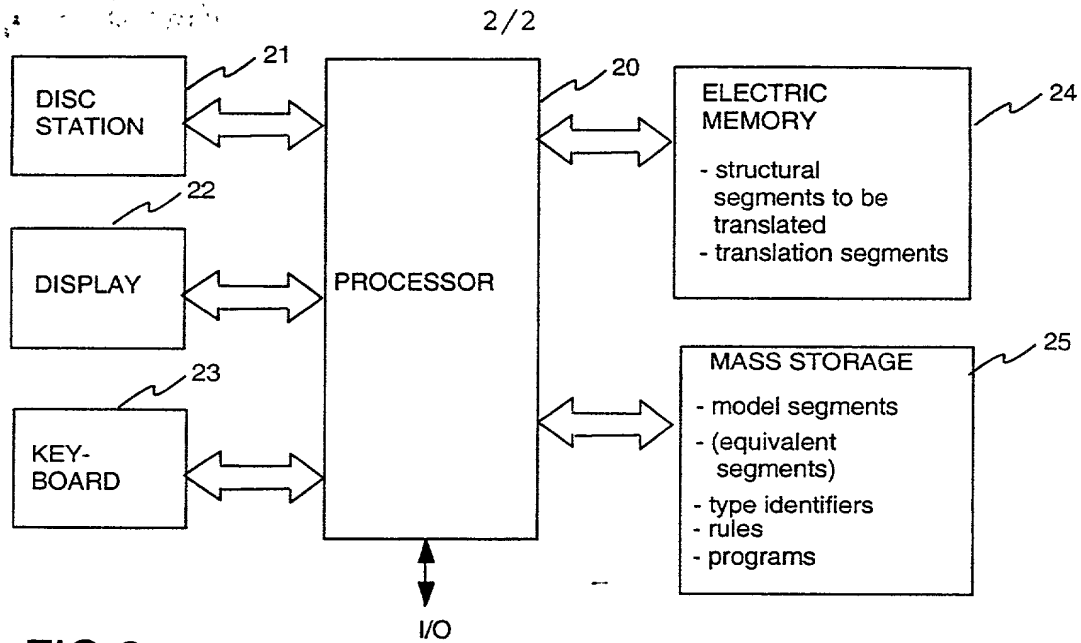 2/2
21
DISC
STATION
22
DISPLAY
23
KEY-
BOARD
20
PROCESSOR
I/O
24
ELECTRIC
MEMORY
- structural
segments to be
translated
- translation segments
25
MASS STORAGE
- model segments
- (equivalent
segments)
- type identifiers
- rules
- programs